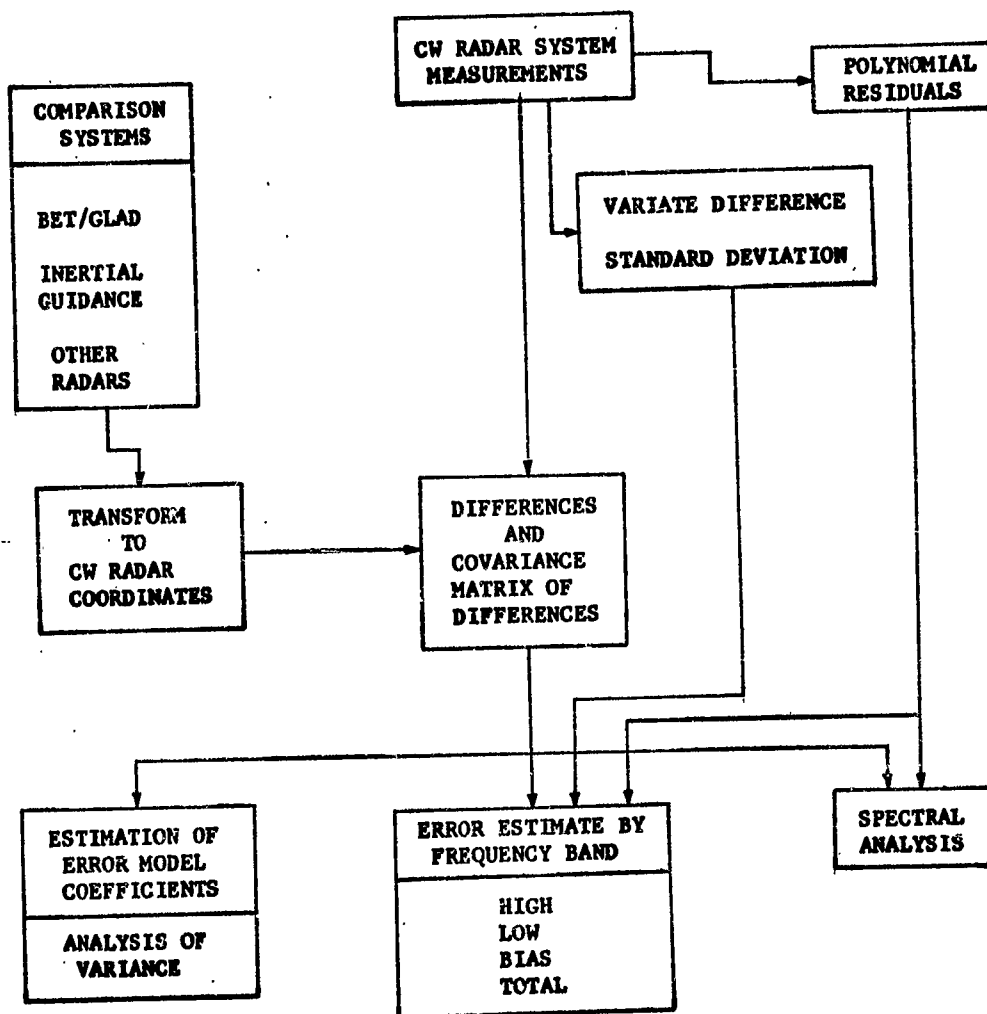 CW RADAR SYSTEM
MEASUREMENTS
POLYNOMIAL
RESIDUALS
COMPARISON
SYSTEMS
BET/GLAD
INERTIAL
GUIDANCE
OTHER
RADARS
VARIATE DIFFERENCE
STANDARD DEVIATION
TRANSFORM
TO
CW RADAR
COORDINATES
DIFFERENCES
AND
COVARIANCE
MATRIX OF
DIFFERENCES
ESTIMATION OF
ERROR MODEL
COEFFICIENTS
ANALYSIS OF
VARIANCE
ERROR ESTIMATE BY
FREQUENCY BAND
HIGH
LOW
BIAS
TOTAL
SPECTRAL
ANALYSIS